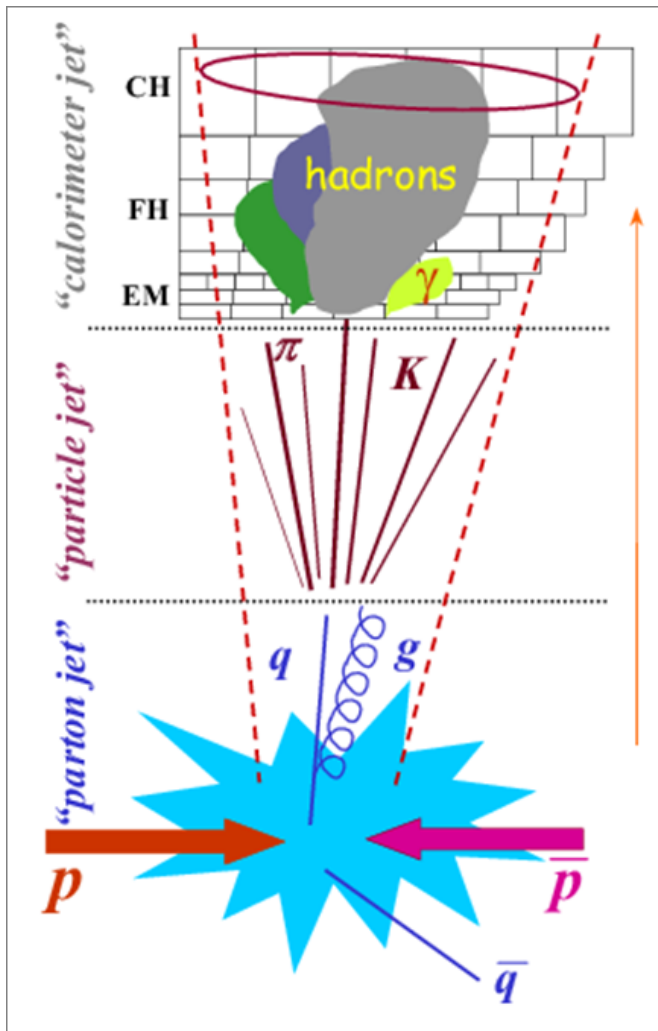 “calorimeter jet”
CH
FH
EM
hadrons
γ
“particle jet”
π
K
“parton jet”
q
g
p
p̅
q̅